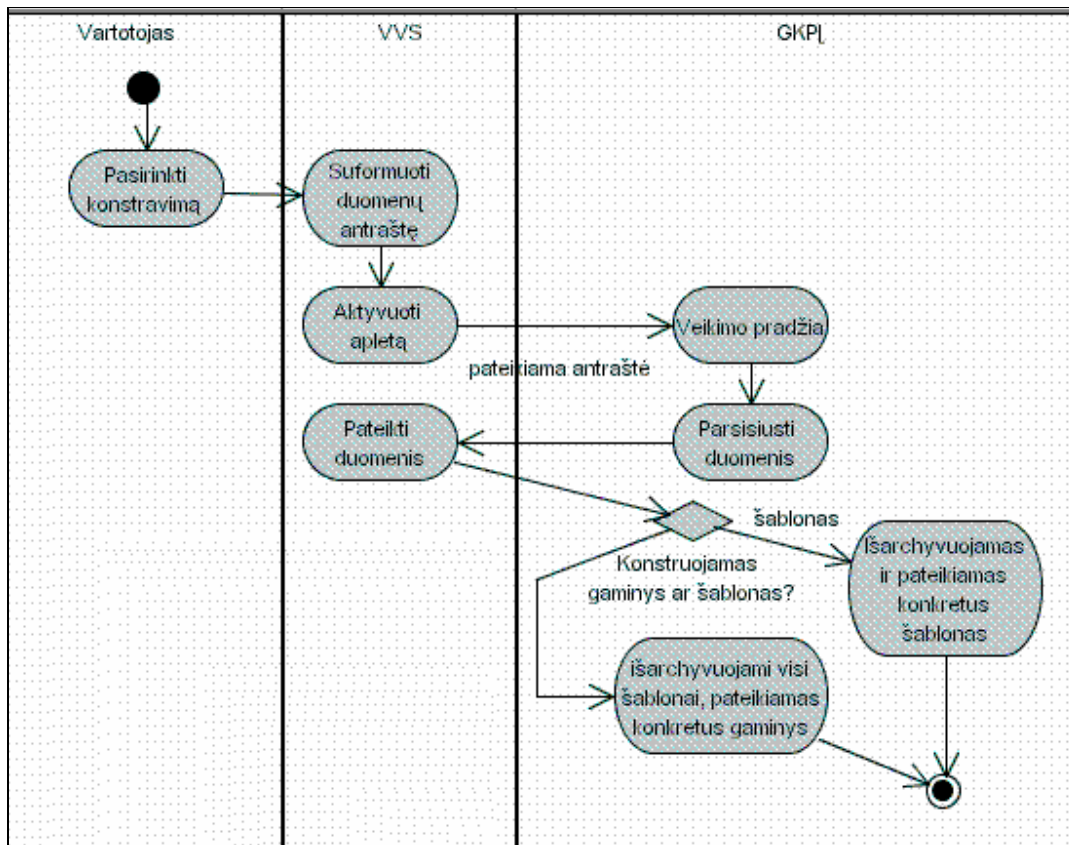 Vartotojas
VVS
GKPĮ
Pasirinkti
konstravimą
Suformuoti
duomenų
antraštę
Aktyvuoti
apletą
Veikimo pradžia
pateikiama antraštė
Pateikti
duomenis
Parsisiusti
duomenis
šablonas
Konstruojamas
gaminys ar šablonas?
Išarchyvuojamas
ir pateikiamas
konkretus
šablonas
išarchyvuojami visi
šablonai, pateikiamas
konkretus gaminys